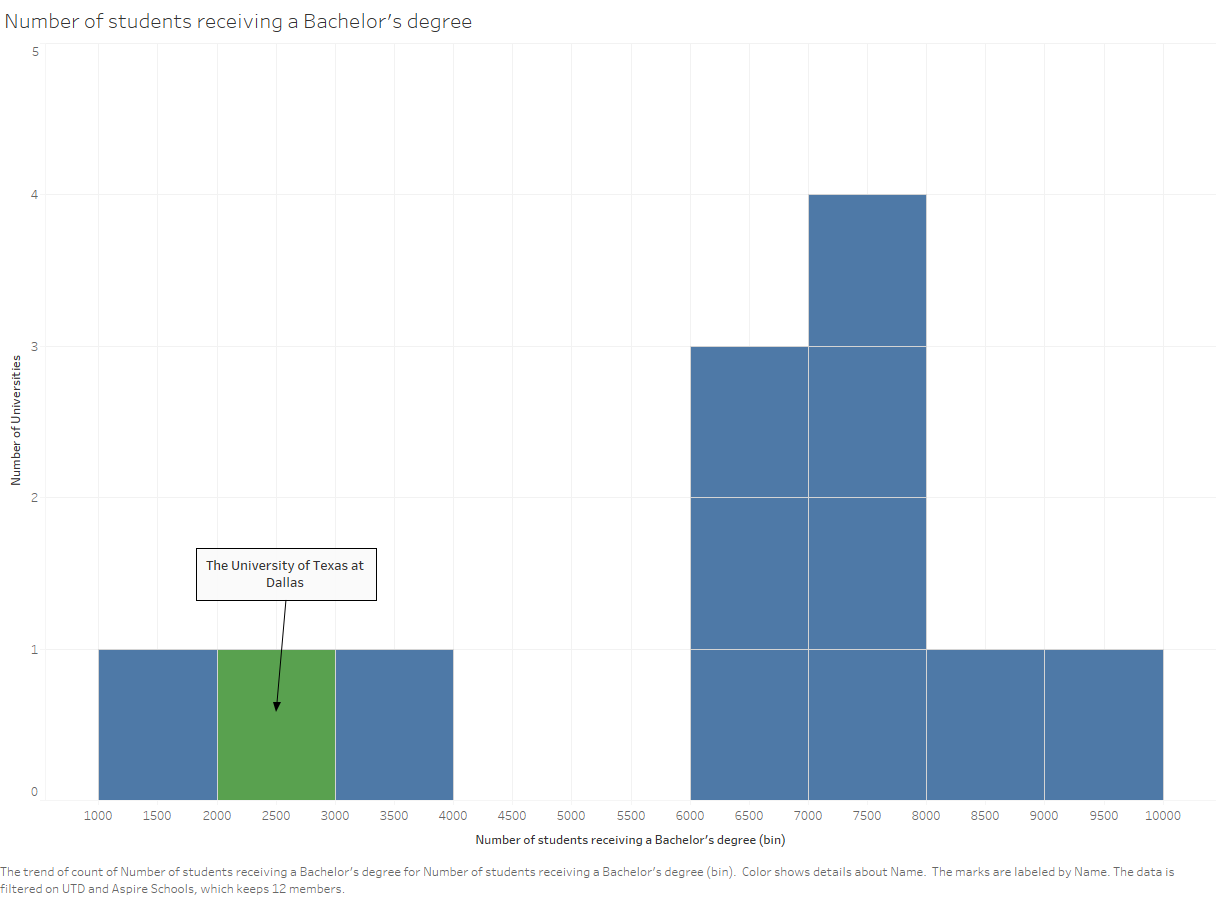 Number of students receiving a Bachelor's degree
5
4
3
2
1
0
Number of Universities
The University of Texas at
Dallas
1000 1500 2000 2500 3000 3500 4000 4500 5000 5500 6000 6500 7000 7500 8000 8500 9000 9500 10000
Number of students receiving a Bachelor's degree (bin)
The trend of count of Number of students receiving a Bachelor's degree for Number of students receiving a Bachelor's degree (bin). Color shows details about Name. The marks are labeled by Name. The data is
filtered on UTD and Aspire Schools, which keeps 12 members.